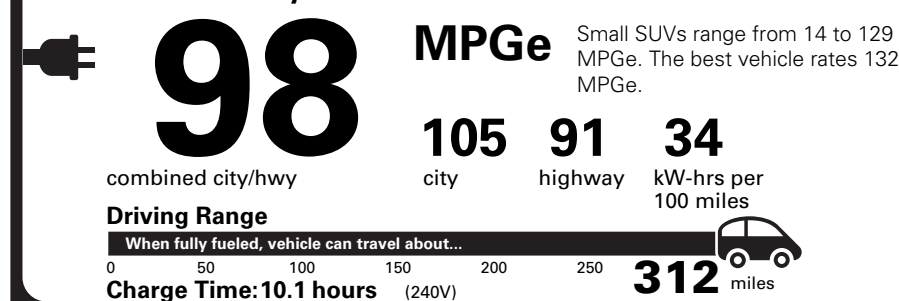 98
MPGe
Small SUVs range from 14 to 129
MPGe. The best vehicle rates 132
MPGe.
105 91 34
combined city/hwy city highway kW-hrs per
100 miles
Driving Range
When fully fueled, vehicle can travel about...
0 50 100 150 200 250 312 miles
Charge Time: 10.1 hours (240V)